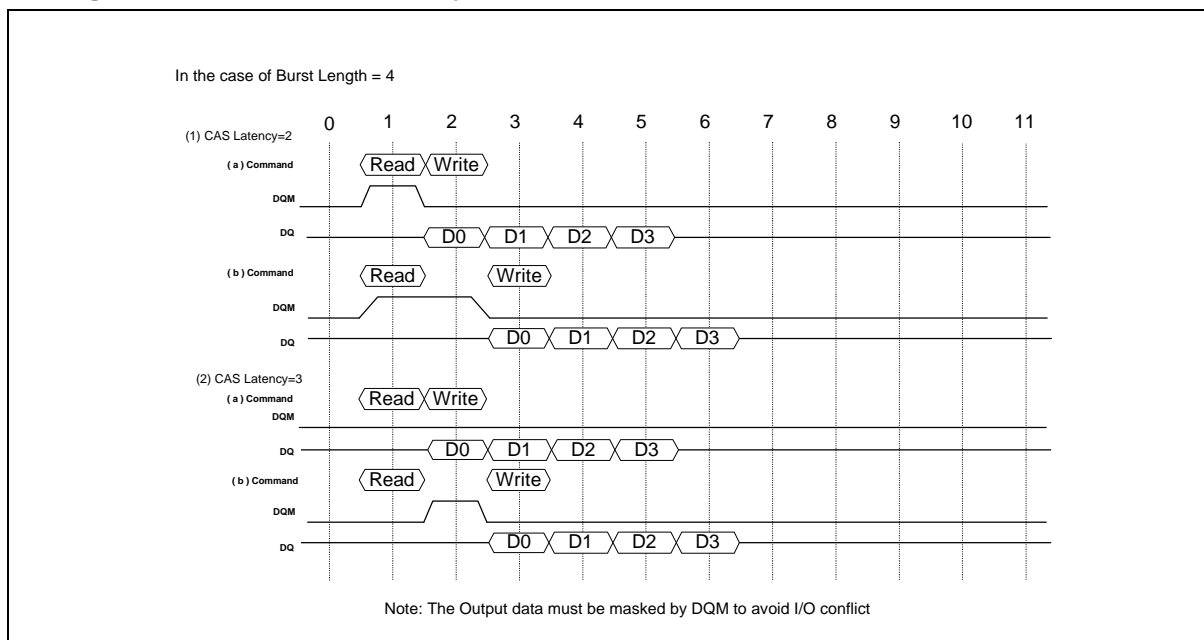 In the case of Burst Length = 4
0 1 2 3 4 5 6 7 8 9 10 11
(1) CAS Latency=2
( a ) Command Read Write
DQM
DQ D0 D1 D2 D3
( b ) Command Read Write
DQM
DQ D0 D1 D2 D3
(2) CAS Latency=3
( a ) Command Read Write
DQM
DQ D0 D1 D2 D3
( b ) Command Read Write
DQM
DQ D0 D1 D2 D3
Note: The Output data must be masked by DQM to avoid I/O conflict